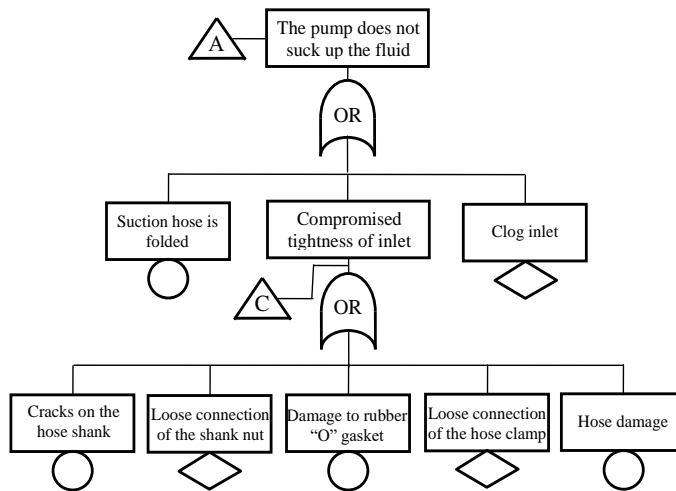 A
The pump does not
suck up the fluid
OR
Suction hose is
folded
Compromised
tightness of inlet
Clog inlet
C
OR
Cracks on the
hose shank
Loose connection
of the shank nut
Damage to rubber
“O” gasket
Loose connection
of the hose clamp
Hose damage